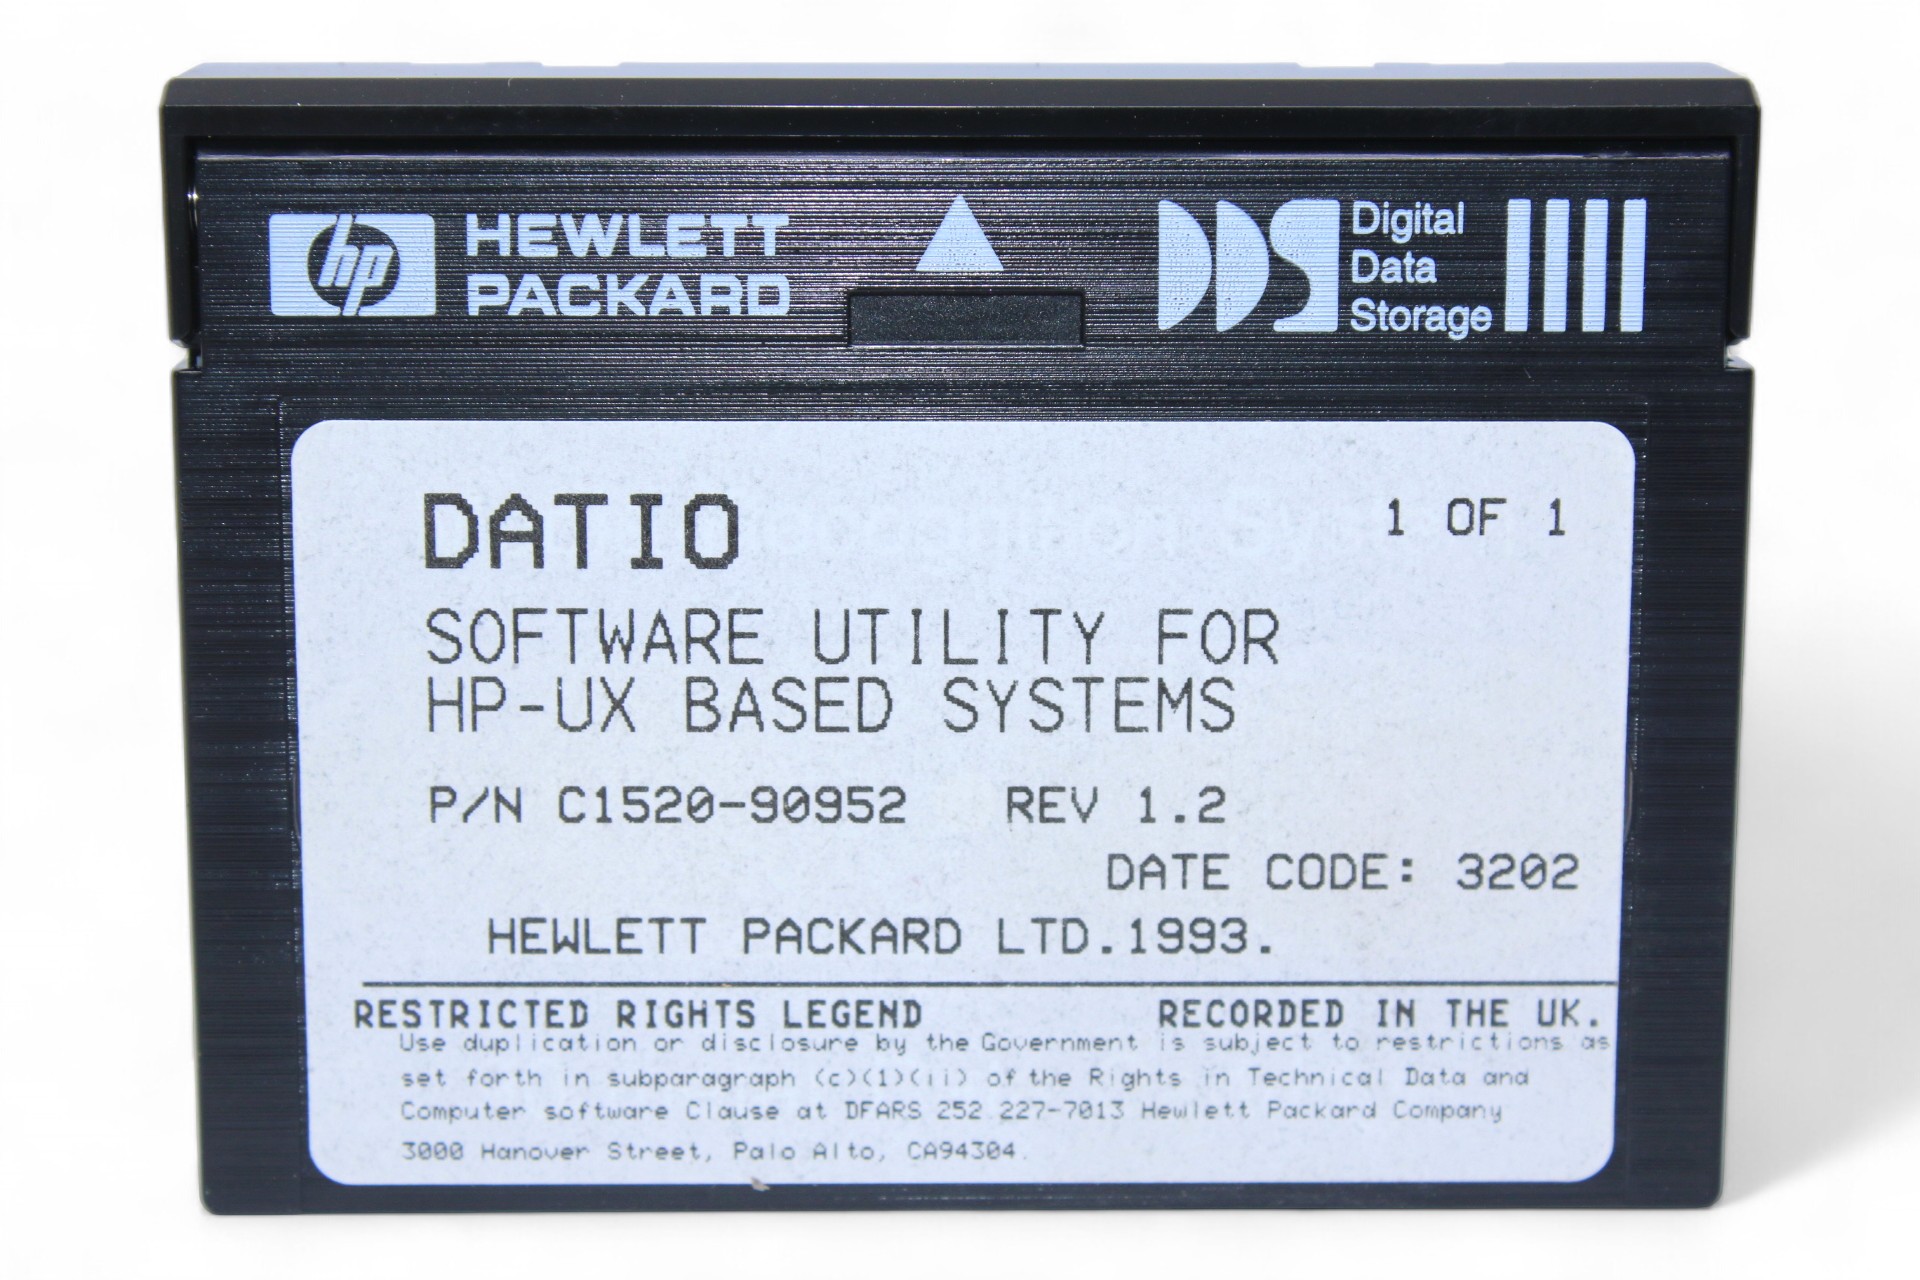 hp HEWLETT
PACKARD
DDS Digital
Data
Storage
DATIO 1 OF 1
SOFTWARE UTILITY FOR
HP-UX BASED SYSTEMS
P/N C1520-90952 REV 1.2
DATE CODE: 3202
HEWLETT PACKARD LTD.1993.
RESTRICTED RIGHTS LEGEND RECORDED IN THE UK.
Use duplication or disclosure by the Government is subject to restrictions as
set forth in subparagraph (c)(1)(ii) of the Rights in Technical Data and
Computer software Clause at DFARS 252.227-7013 Hewlett Packard Company
3000 Hanover Street, Palo Alto, CA94304.